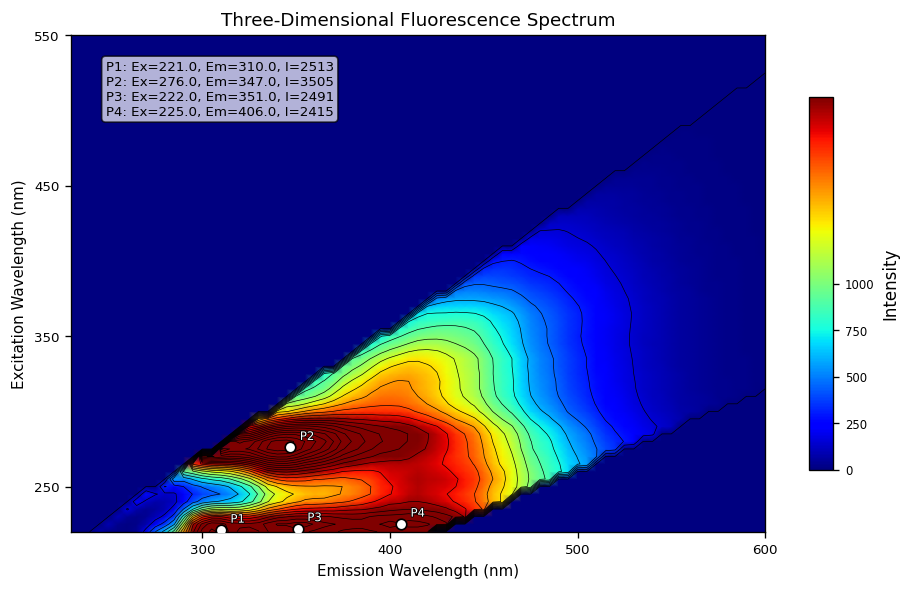 Three-Dimensional Fluorescence Spectrum
550
450
350
250
Excitation Wavelength (nm)
P1: Ex=221.0, Em=310.0, I=2513
P2: Ex=276.0, Em=347.0, I=3505
P3: Ex=222.0, Em=351.0, I=2491
P4: Ex=225.0, Em=406.0, I=2415
P2
P1
P3
P4
300
400
500
600
Emission Wavelength (nm)
1000
750
500
250
0
Intensity